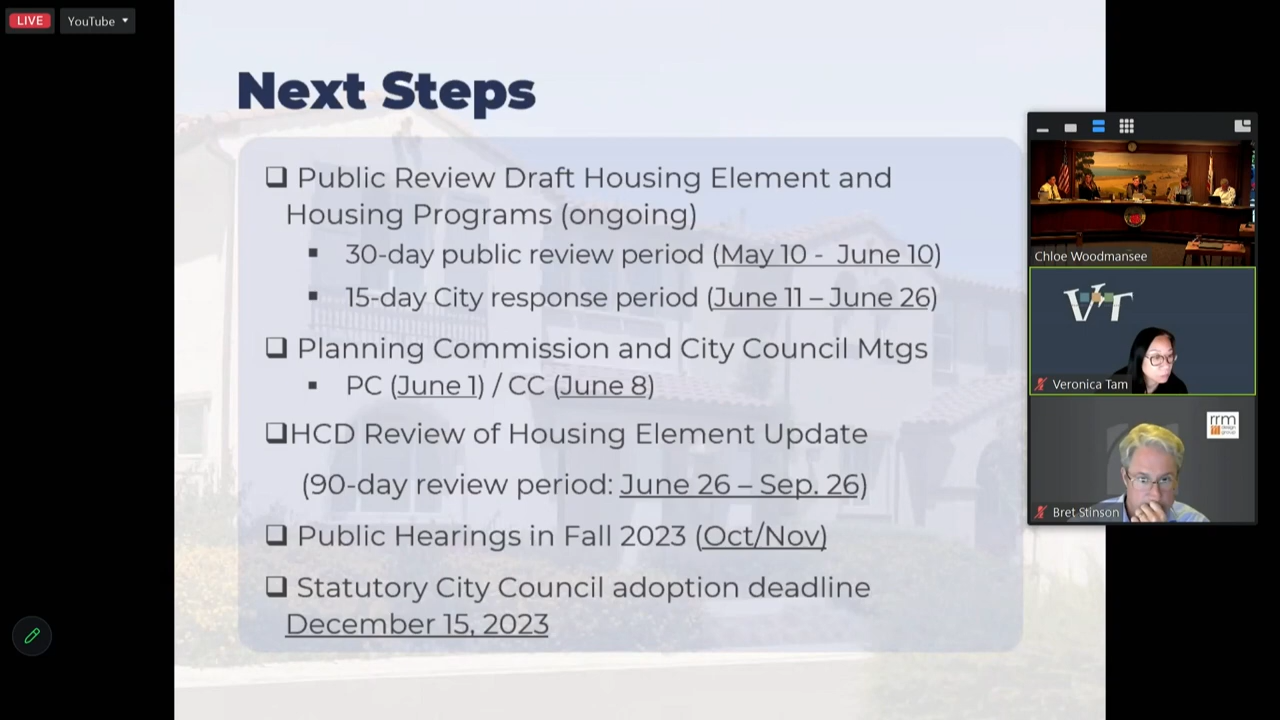 LIVE
YouTube
Next Steps
❑ Public Review Draft Housing Element and
Housing Programs (ongoing)
▪ 30-day public review period (May 10 - June 10)
▪ 15-day City response period (June 11 – June 26)
❑ Planning Commission and City Council Mtgs
▪ PC (June 1) / CC (June 8)
❑HCD Review of Housing Element Update
(90-day review period: June 26 – Sep. 26)
❑ Public Hearings in Fall 2023 (Oct/Nov)
❑ Statutory City Council adoption deadline
December 15, 2023
Chloe Woodmansee
VT
Veronica Tam
rrm
design
group
Bret Stinson